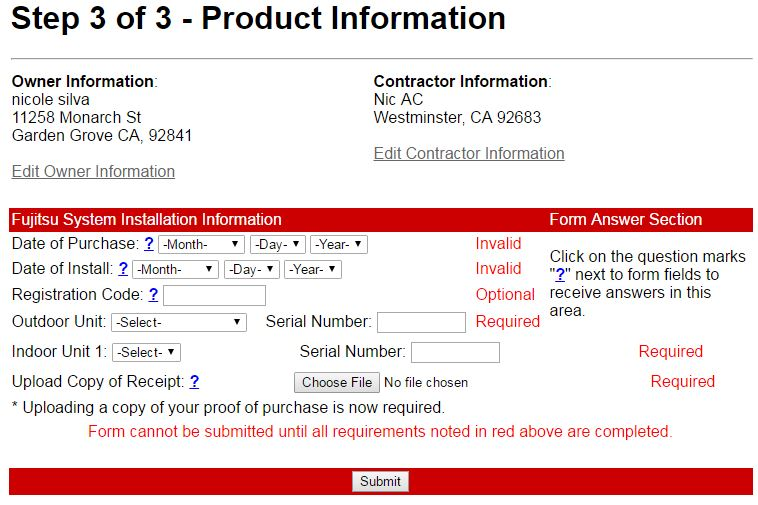 Step 3 of 3 - Product Information
Owner Information:
nicole silva
11258 Monarch St
Garden Grove CA, 92841
Edit Owner Information
Contractor Information:
Nic AC
Westminster, CA 92683
Edit Contractor Information
Fujitsu System Installation Information
Date of Purchase: ? -Month- -Day- -Year- Invalid
Date of Install: ? -Month- -Day- -Year- Invalid
Registration Code: ? Optional
Outdoor Unit: -Select- Serial Number: Required
Indoor Unit 1: -Select- Serial Number: Required
Upload Copy of Receipt: ? Choose File No file chosen Required
* Uploading a copy of your proof of purchase is now required.
Form cannot be submitted until all requirements noted in red above are completed.
Form Answer Section
Click on the question marks
"?" next to form fields to
receive answers in this
area.
Submit